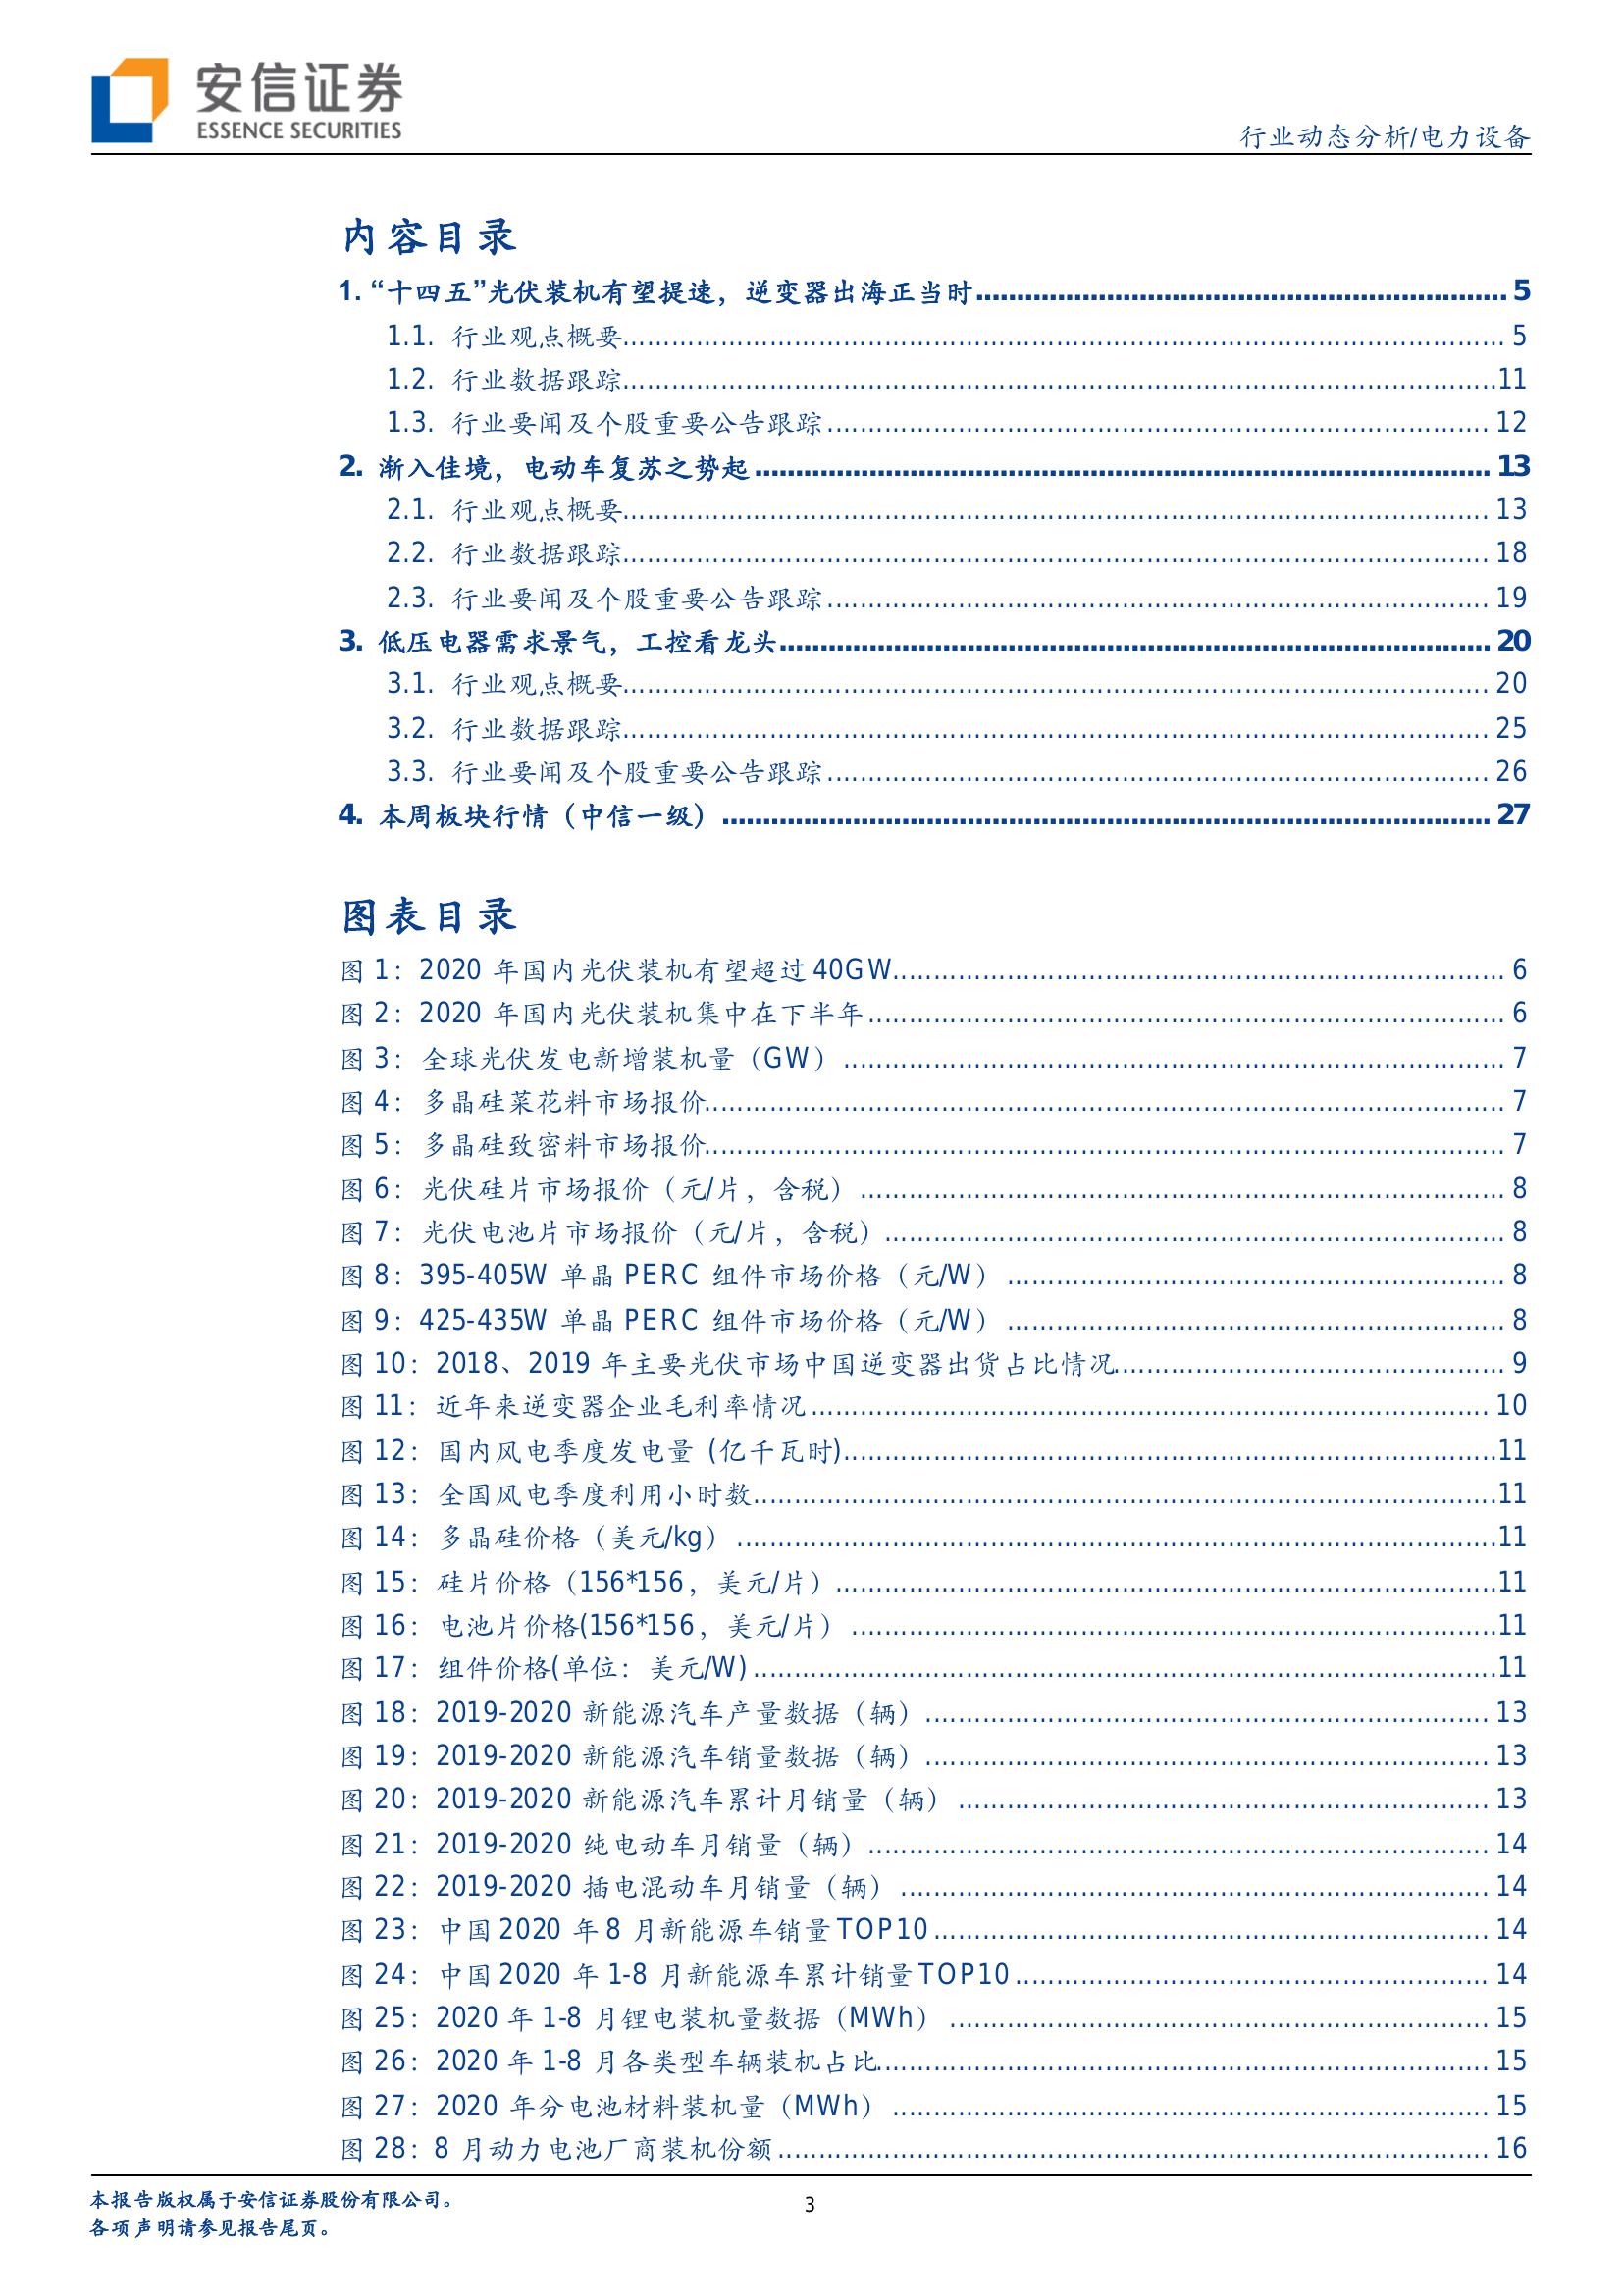 安信证券
ESSENCE SECURITIES
行业动态分析/电力设备
内容目录
1. “十四五”光伏装机有望提速，逆变器出海正当时 5
1.1. 行业观点概要 5
1.2. 行业数据跟踪 11
1.3. 行业要闻及个股重要公告跟踪 12
2. 渐入佳境，电动车复苏之势起 13
2.1. 行业观点概要 13
2.2. 行业数据跟踪 18
2.3. 行业要闻及个股重要公告跟踪 19
3. 低压电器需求景气，工控看龙头 20
3.1. 行业观点概要 20
3.2. 行业数据跟踪 25
3.3. 行业要闻及个股重要公告跟踪 26
4. 本周板块行情（中信一级） 27
图表目录
图 1：2020 年国内光伏装机有望超过 40GW 6
图 2：2020 年国内光伏装机集中在下半年 6
图 3：全球光伏发电新增装机量（GW） 7
图 4：多晶硅菜花料市场报价 7
图 5：多晶硅致密料市场报价 7
图 6：光伏硅片市场报价（元/片，含税） 8
图 7：光伏电池片市场报价（元/片，含税） 8
图 8：395-405W 单晶 PERC 组件市场价格（元/W） 8
图 9：425-435W 单晶 PERC 组件市场价格（元/W） 8
图 10：2018、2019 年主要光伏市场中国逆变器出货占比情况 9
图 11：近年来逆变器企业毛利率情况 10
图 12：国内风电季度发电量 (亿千瓦时) 11
图 13：全国风电季度利用小时数 11
图 14：多晶硅价格（美元/kg） 11
图 15：硅片价格（156*156，美元/片） 11
图 16：电池片价格(156*156，美元/片） 11
图 17：组件价格(单位：美元/W) 11
图 18：2019-2020 新能源汽车产量数据（辆） 13
图 19：2019-2020 新能源汽车销量数据（辆） 13
图 20：2019-2020 新能源汽车累计月销量（辆） 13
图 21：2019-2020 纯电动车月销量（辆） 14
图 22：2019-2020 插电混动车月销量（辆） 14
图 23：中国 2020 年 8 月新能源车销量 TOP10 14
图 24：中国 2020 年 1-8 月新能源车累计销量 TOP10 14
图 25：2020 年 1-8 月锂电装机量数据（MWh） 15
图 26：2020 年 1-8 月各类型车辆装机占比 15
图 27：2020 年分电池材料装机量（MWh） 15
图 28：8 月动力电池厂商装机份额 16
本报告版权属于安信证券股份有限公司。
3
各项声明请参见报告尾页。